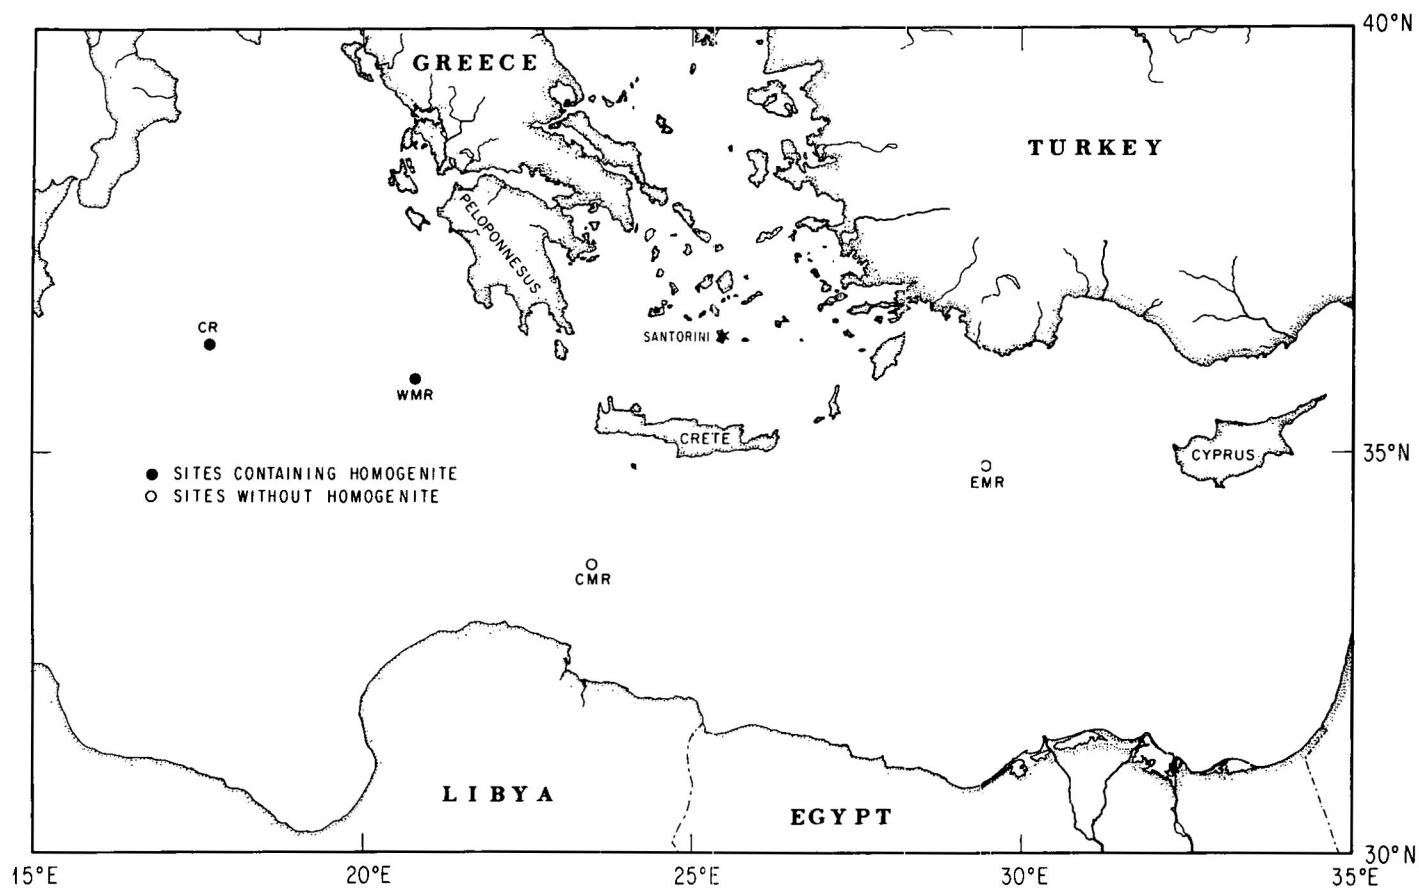 40°N
GREECE
TURKEY
PELOPONNESUS
CR
SANTORINI
WMR
CRETE
CYPRUS
35°N
● SITES CONTAINING HOMOGENITE
○ SITES WITHOUT HOMOGENITE
EMR
CMR
LIBYA
EGYPT
30°N
15°E
20°E
25°E
30°E
35°E